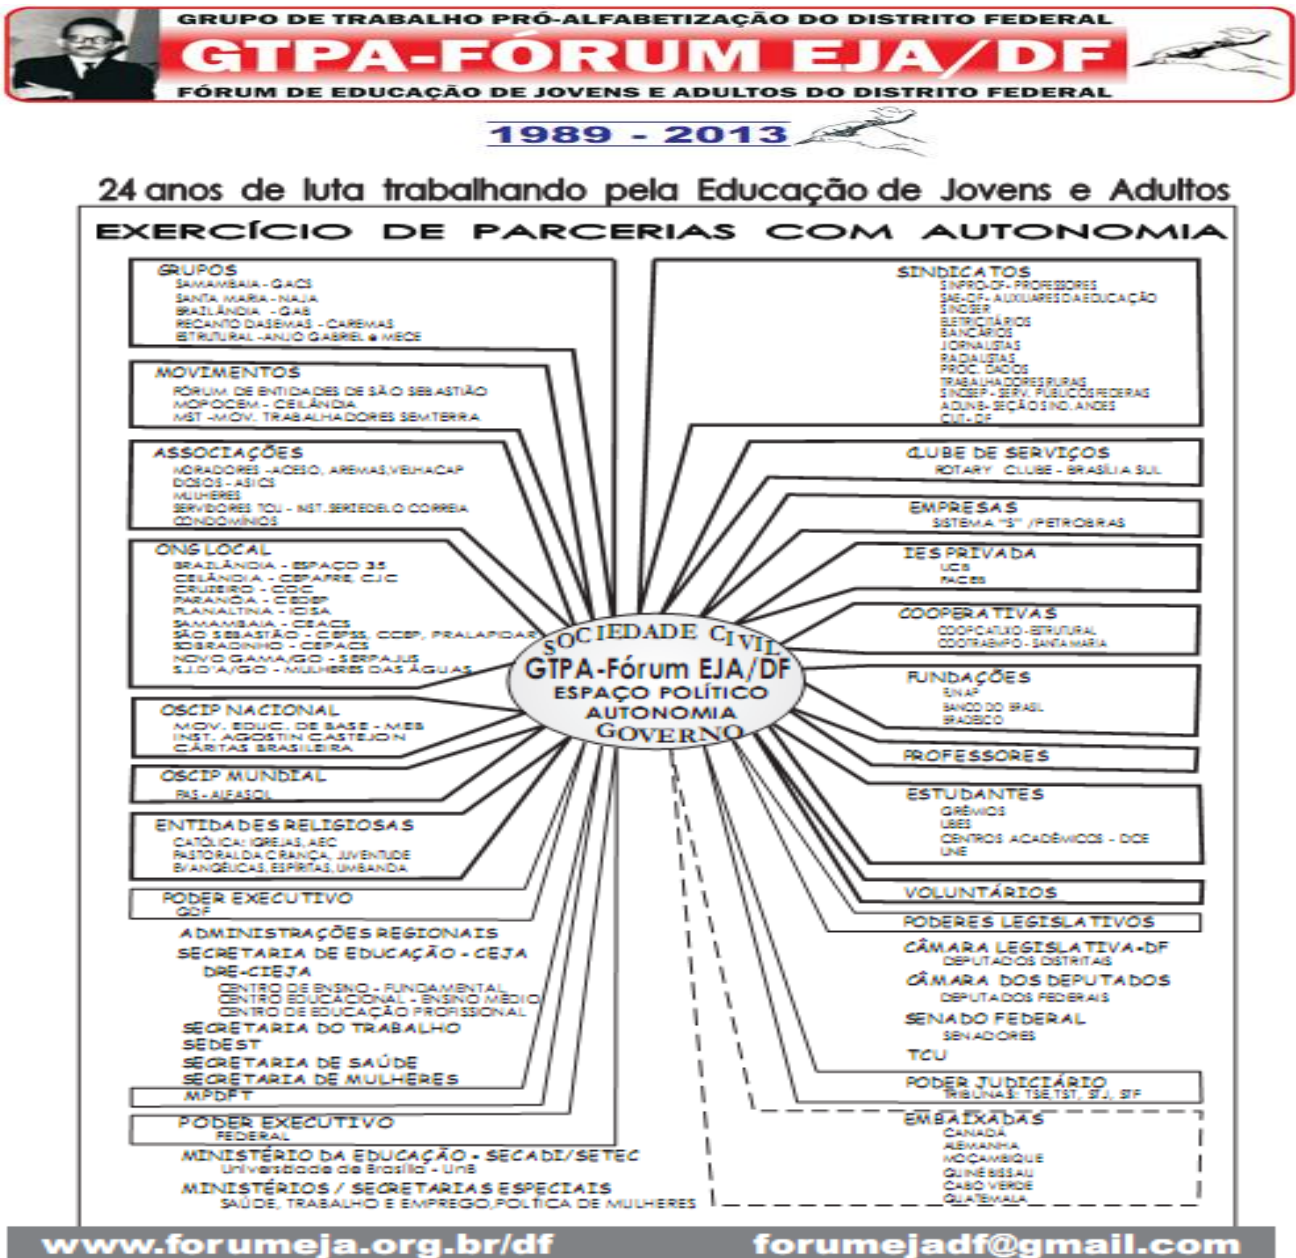 GRUPO DE TRABALHO PRÓ-ALFABETIZAÇÃO DO DISTRITO FEDERAL
GTPA-FÓRUM EJA/DF
FÓRUM DE EDUCAÇÃO DE JOVENS E ADULTOS DO DISTRITO FEDERAL
1989 - 2013
24 anos de luta trabalhando pela Educação de Jovens e Adultos
EXERCÍCIO DE PARCERIAS COM AUTONOMIA
GRUPOS
SAMAMBAIA - GACS
SANTA MARIA - NAJA
BRAILÂNDIA - GAB
RECANTO DASEMAS - CAREMAS
ESTRUTURAL -ANJO GABRIEL e MECE
MOVIMENTOS
FÓRUM DE ENTIDADES DE SÃO SEBASTIÃO
MOPOCEM - CEILÂNDIA
MST -MOV. TRABALHADORES SEMTERRA
ASSOCIAÇÕES
MORADORES -ACESO, AREMAS,VELHACAP
IDOSOS - ASICS
MULHERES
SERVIDORES TCU - INST.SERZEDELO CORREIA
CONDOMÍNIOS
ONG LOCAL
BRAILÂNDIA - ESPAÇO 35
CEILÂNDIA - CEPAFRE, CJC
CRUZEIRO - CDC
PARANOÁ - CEDEP
PLANALTINA - ICISA
SAMAMBAIA - CEACS
SÃO SEBASTIÃO - CEPSS, CCEP, PRALAPIDAR
SOBRADINHO - CEPACS
NOVO GAMA/GO - SERPAJUS
S.J.D'A/GO - MULHERES DAS ÁGUAS
OSCIP NACIONAL
MOV. EDUC. DE BASE - MEB
INST. AGOSTIN CASTEJON
CÁRITAS BRASILEIRA
OSCIP MUNDIAL
PAS - ALFASOL
ENTIDADES RELIGIOSAS
CATÓLICA: IGREJAS, AEC
PASTORAL DA CRIANÇA, JUVENTUDE
EVANGÉLICAS, ESPÍRITAS, UMBANDA
PODER EXECUTIVO
GDF
ADMINISTRAÇÕES REGIONAIS
SECRETARIA DE EDUCAÇÃO - CEJA
DRE-CIEJA
CENTRO DE ENSINO - FUNDAMENTAL
CENTRO EDUCACIONAL - ENSINO MÉDIO
CENTRO DE EDUCAÇÃO PROFISSIONAL
SECRETARIA DO TRABALHO
SEDEST
SECRETARIA DE SAÚDE
SECRETARIA DE MULHERES
MPDFT
PODER EXECUTIVO
FEDERAL
MINISTÉRIO DA EDUCAÇÃO - SECADI/SETEC
Universidade de Brasília - UnB
MINISTÉRIOS / SECRETARIAS ESPECIAIS
SAÚDE, TRABALHO E EMPREGO,POLÍTICA DE MULHERES
SOCIEDADE CIVIL
GTPA-Fórum EJA/DF
ESPAÇO POLÍTICO
AUTONOMIA
GOVERNO
SINDICATOS
SINPRO-DF- PROFESSORES
SAE-DF- AUXILIARES DA EDUCAÇÃO
SINDSER
ELETRICITÁRIOS
BANCÁRIOS
JORNALISTAS
RADIALISTAS
PROC. DADOS
TRABALHADORES RURAIS
SINDSEP - SERV. PÚBLICOS FEDERAIS
ADUNB- SEÇÃO SIND. ANDES
CUT- DF
CLUBE DE SERVIÇOS
ROTARY CLUBE - BRASÍLIA SUL
EMPRESAS
SISTEMA "S" /PETROBRAS
IES PRIVADA
UCB
FACEB
COOPERATIVAS
COOPERATIVAS - ESTRUTURAL
COOTRAEMPO - SANTA MARIA
FUNDAÇÕES
FUNAP
BANCO DO BRASIL
BRADESCO
PROFESSORES
ESTUDANTES
GRÊMIOS
UBES
CENTROS ACADÊMICOS - DCE
UNE
VOLUNTÁRIOS
PODERES LEGISLATIVOS
CÂMARA LEGISLATIVA-DF
DEPUTADOS DISTRITAIS
CÂMARA DOS DEPUTADOS
DEPUTADOS FEDERAIS
SENADO FEDERAL
SENADORES
TCU
PODER JUDICIÁRIO
TRIBUNAIS: TSE,TST, STJ, STF
EMBAIXADAS
CANADÁ
ALEMANHA
MOÇAMBIQUE
GUINÉ BISSAU
CABO VERDE
GUATEMALA
www.forumeja.org.br/df
forumejadf@gmail.com